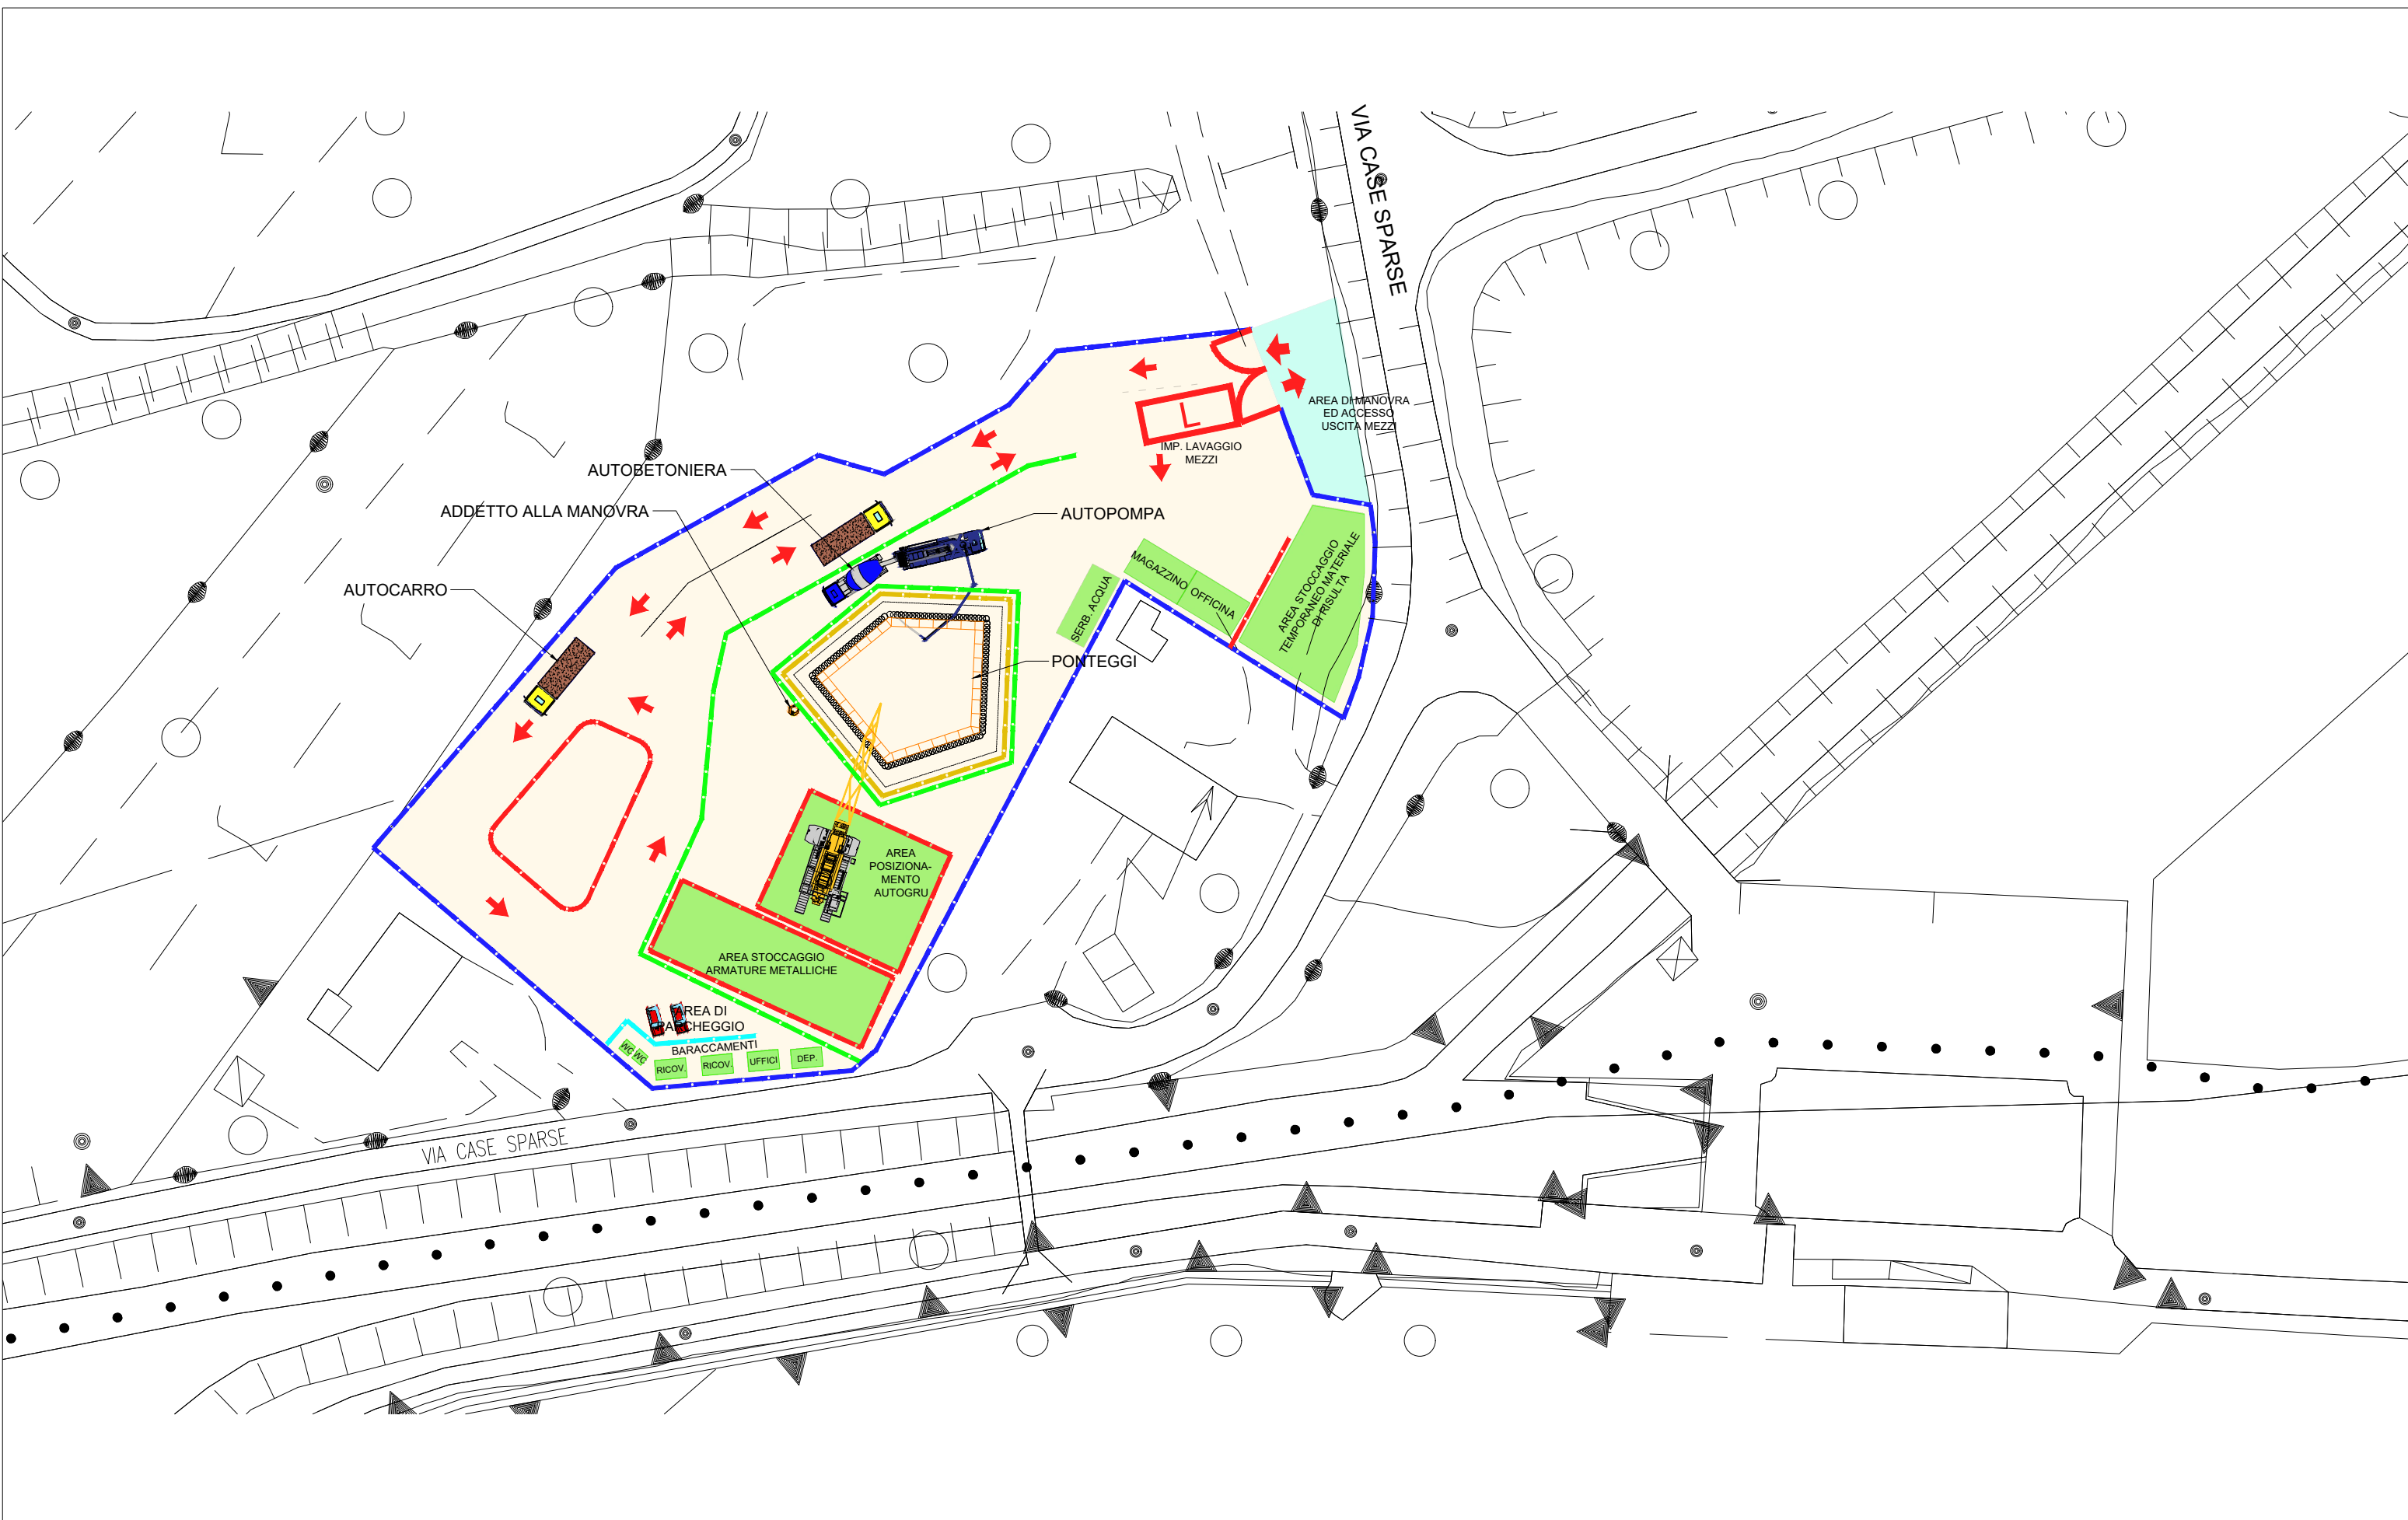 VIA CASE SPARSE
AREA DI MANOVRA
ED ACCESSO
USCITA MEZZI
L
IMP. LAVAGGIO
MEZZI
AUTOBETONIERA
ADDETTO ALLA MANOVRA
AUTOPOMPA
AUTOCARRO
MAGAZZINO
OFFICINA
SERB. ACQUA
AREA STOCCAGGIO
TEMPORANEO MATERIALE
DI RISULTA
PONTEGGI
AREA
POSIZIONA-
MENTO
AUTOGRU
AREA STOCCAGGIO
ARMATURE METALLICHE
AREA DI
PARCHEGGIO
BARACCAMENTI
WC
WC
RICOV.
RICOV.
UFFICI
DEP.
VIA CASE SPARSE